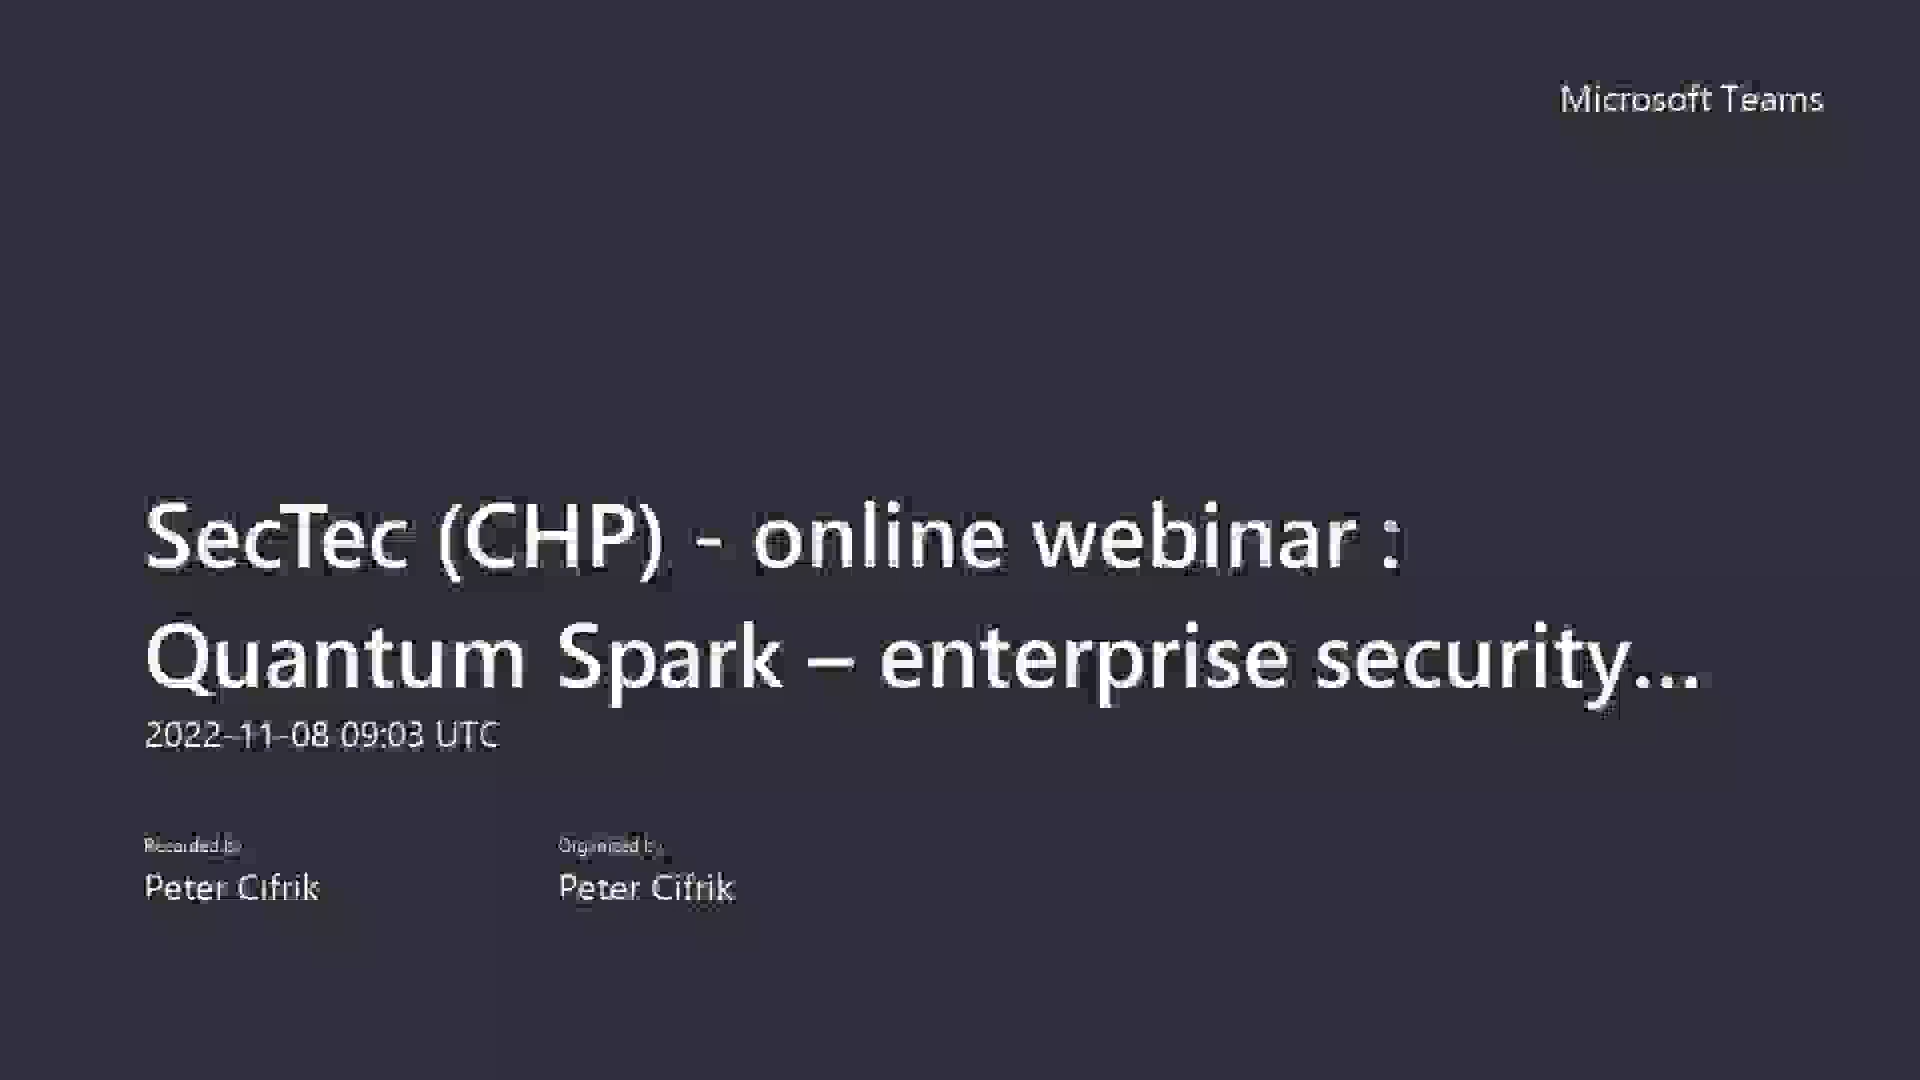 Microsoft Teams
SecTec (CHP) - online webinar :
Quantum Spark – enterprise security...
2022-11-08 09:03 UTC
Recorded by
Organized by
Peter Cifrik
Peter Cifrik